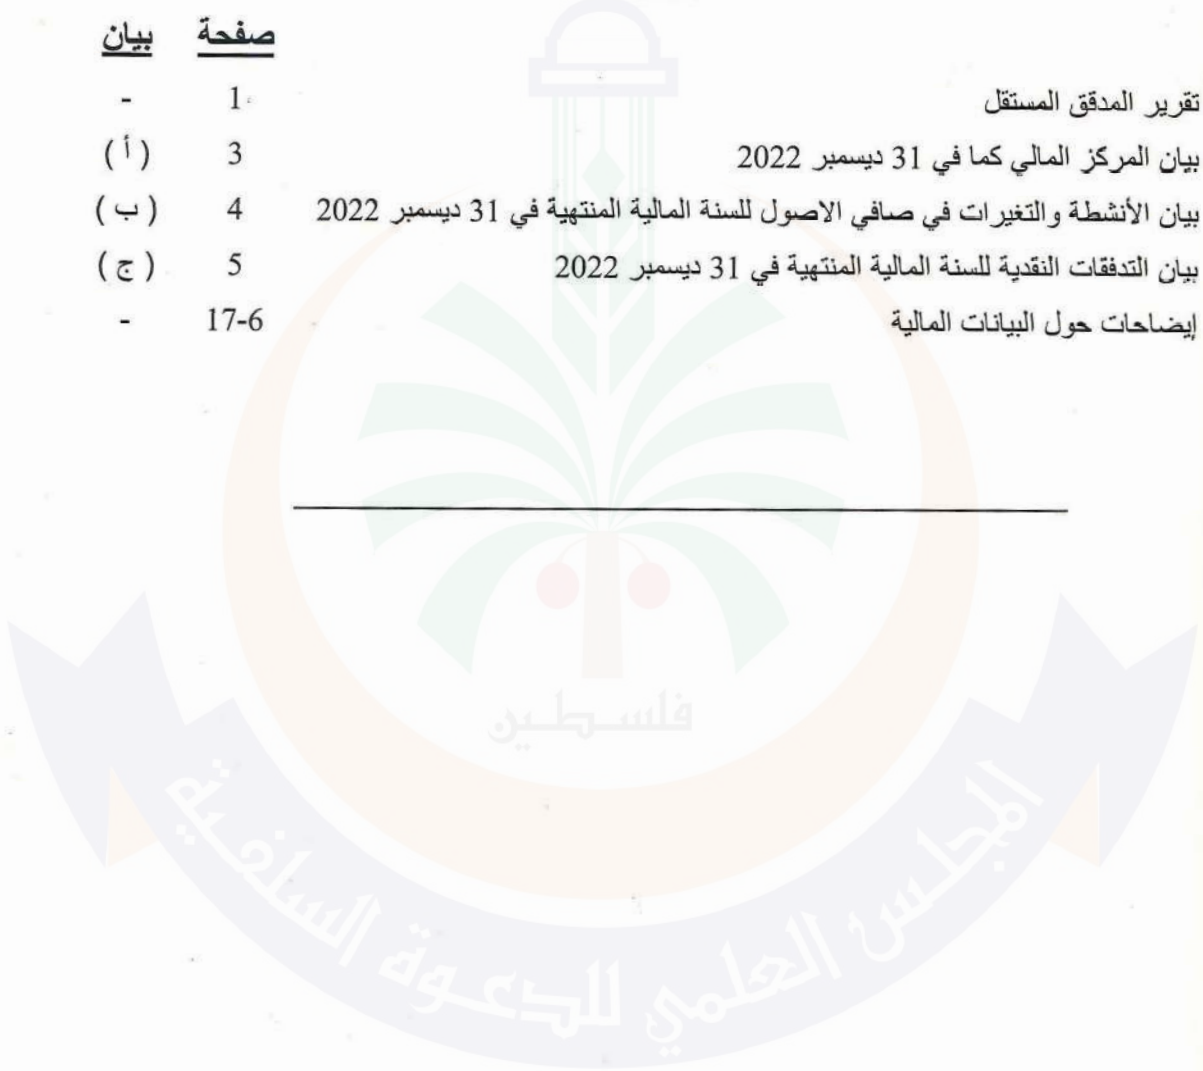 صفحة بيان
تقرير المدقق المستقل 1 -
بيان المركز المالي كما في 31 ديسمبر 2022 3 ( أ )
بيان الأنشطة والتغيرات في صافي الاصول للسنة المالية المنتهية في 31 ديسمبر 2022 4 ( ب )
بيان التدفقات النقدية للسنة المالية المنتهية في 31 ديسمبر 2022 5 ( ج )
إيضاحات حول البيانات المالية 17-6 -
فلسطين
المجلس العلمي للدعوة السلفية